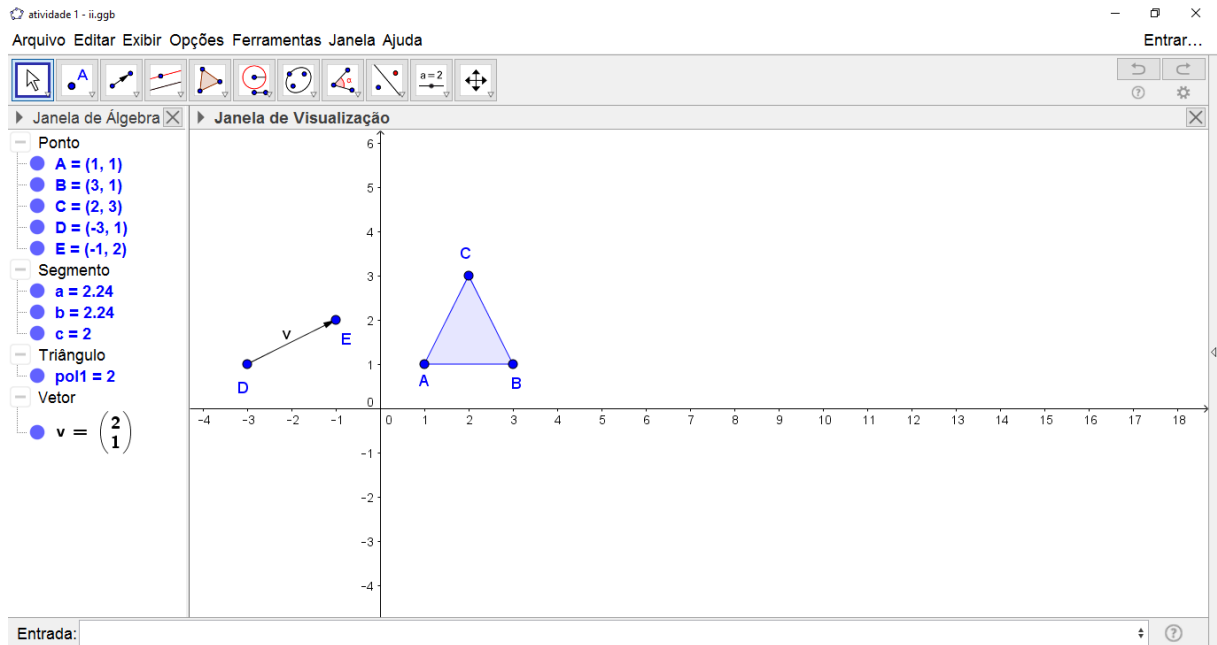 atividade 1 - ii.ggb
Arquivo Editar Exibir Opções Ferramentas Janela Ajuda
Entrar…
A
a = 2
Janela de Álgebra
Janela de Visualização
Ponto
A = (1, 1)
B = (3, 1)
C = (2, 3)
D = (-3, 1)
E = (-1, 2)
Segmento
a = 2.24
b = 2.24
c = 2
Triângulo
pol1 = 2
Vetor
v = (2
1)
6
5
4
3
2
1
0
-1
-2
-3
-4
-4 -3 -2 -1 0 1 2 3 4 5 6 7 8 9 10 11 12 13 14 15 16 17 18
C
v
E
D
A
B
Entrada: